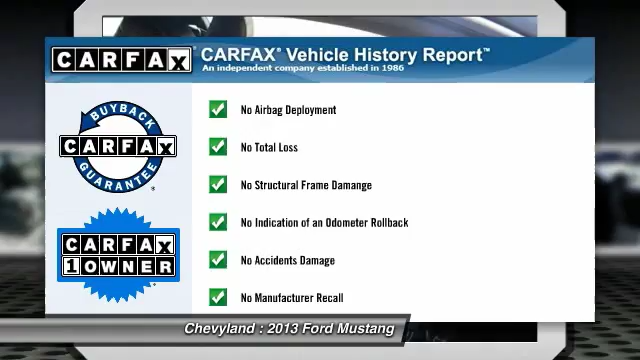 CARFAX® CARFAX® Vehicle History Report™
An independent company established in 1986
BUYBACK
CARFAX
GUARANTEE®
CARFAX
1 OWNER
No Airbag Deployment
No Total Loss
No Structural Frame Damange
No Indication of an Odometer Rollback
No Accidents Damage
No Manufacturer Recall
Chevyland : 2013 Ford Mustang